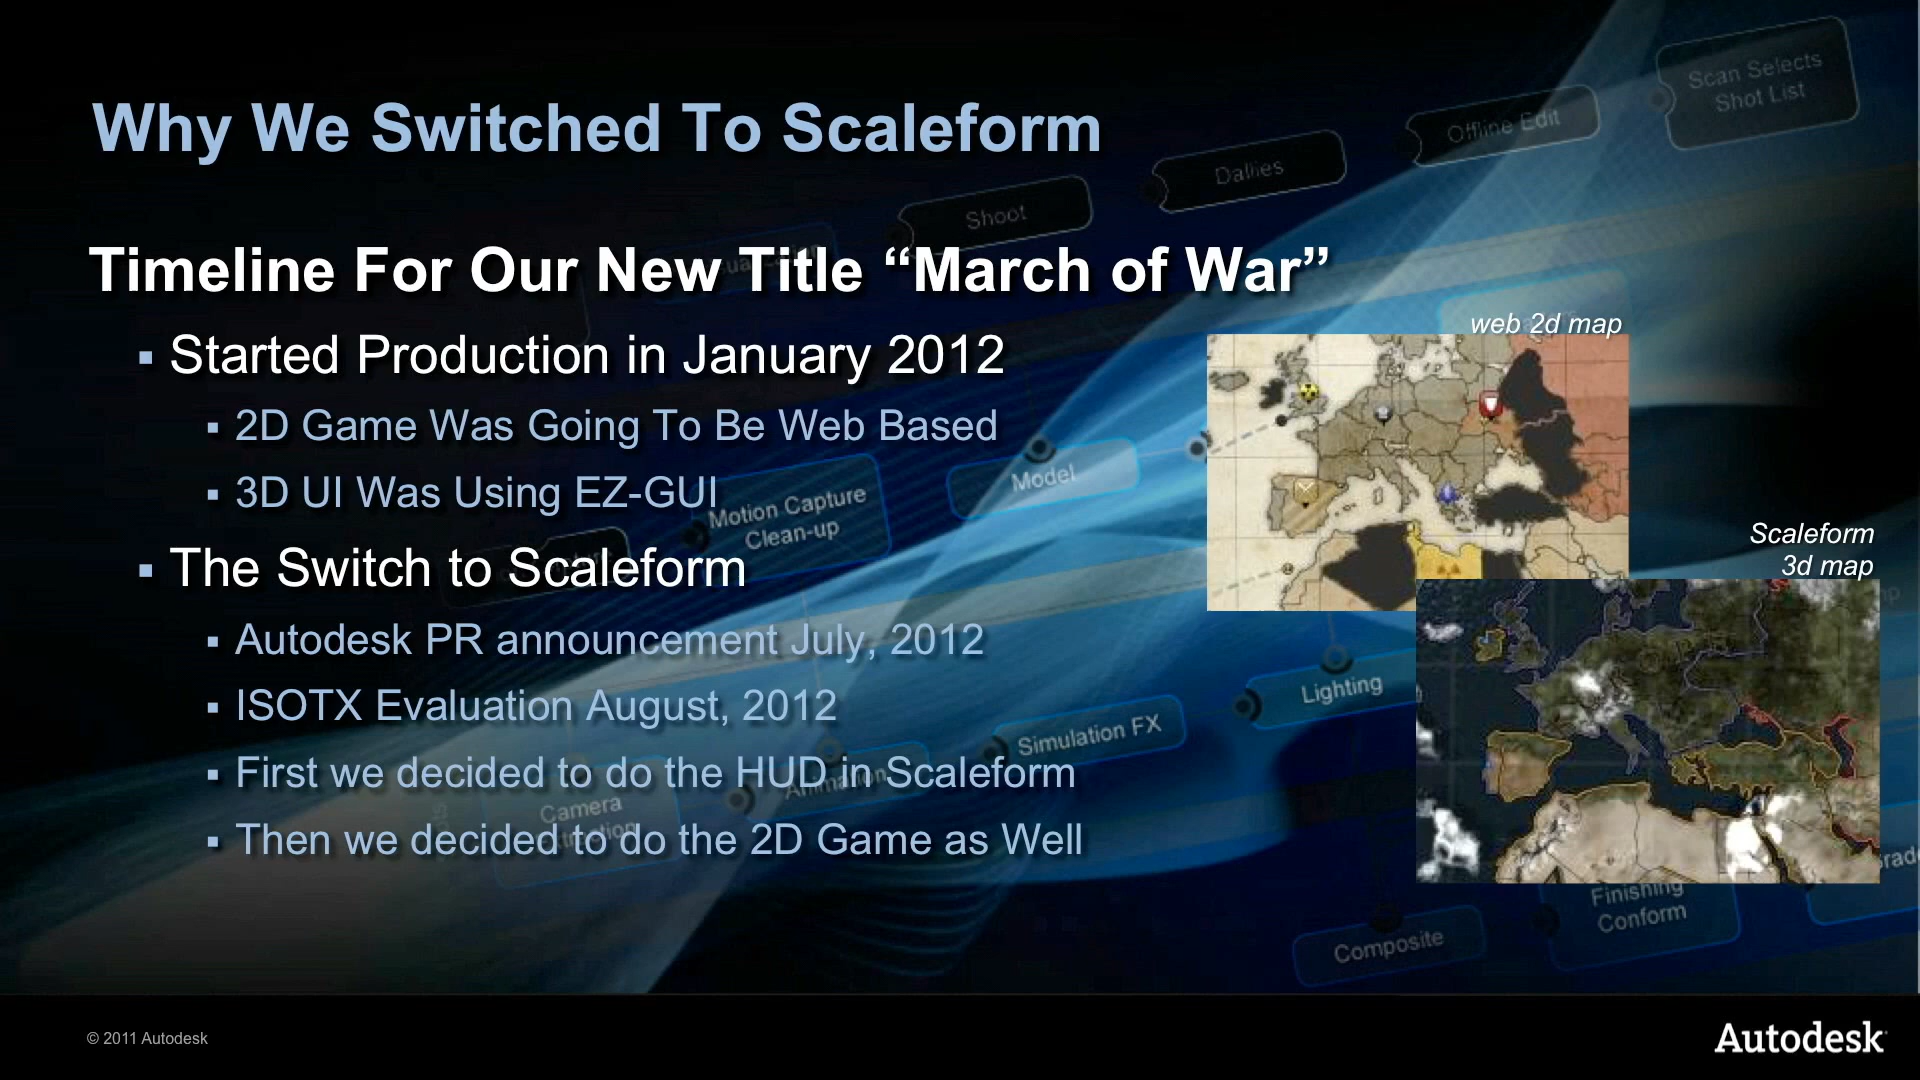 Why We Switched To Scaleform
Timeline For Our New Title “March of War”
▪ Started Production in January 2012
▪ 2D Game Was Going To Be Web Based
▪ 3D UI Was Using EZ-GUI
▪ The Switch to Scaleform
▪ Autodesk PR announcement July, 2012
▪ ISOTX Evaluation August, 2012
▪ First we decided to do the HUD in Scaleform
▪ Then we decided to do the 2D Game as Well
web 2d map
Scaleform
3d map
Scan Selects
Shot List
Offline Edit
Dailies
Shoot
Model
Motion Capture
Clean-up
Lighting
Simulation FX
Animation
Camera
Finishing
Conform
Composite
© 2011 Autodesk
Autodesk